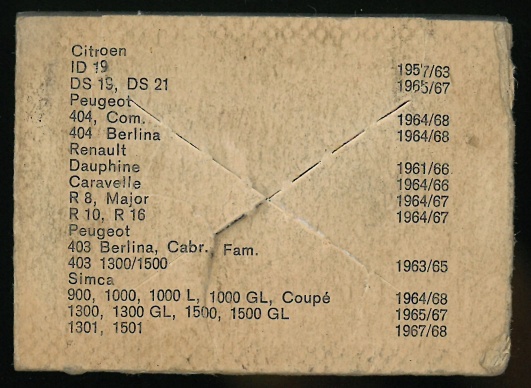 Citroen
ID 19 1957/63
DS 19, DS 21 1965/67
Peugeot
404, Com. 1964/68
404 Berlina 1964/68
Renault
Dauphine 1961/66
Caravelle 1964/66
R 8, Major 1964/67
R 10, R 16 1964/67
Peugeot
403 Berlina, Cabr. Fam.
403 1300/1500 1963/65
Simca
900, 1000, 1000 L, 1000 GL, Coupé 1964/68
1300, 1300 GL, 1500, 1500 GL 1965/67
1301, 1501 1967/68